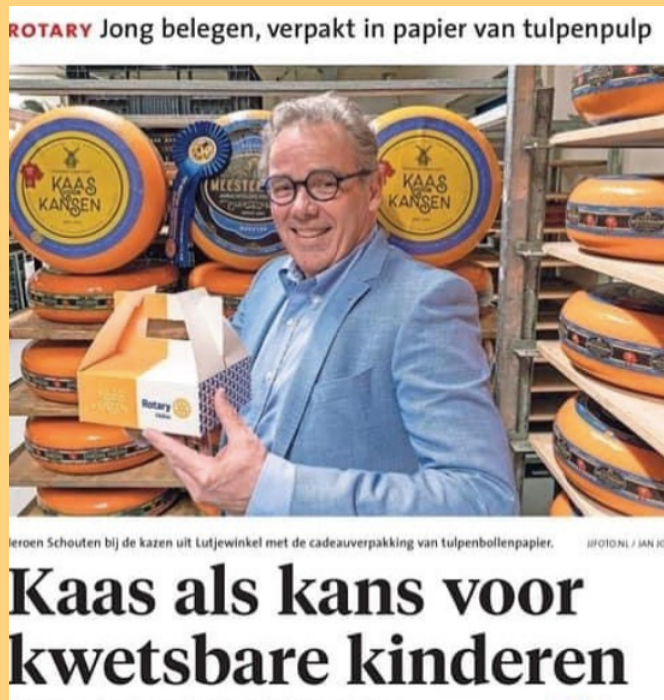 ROTARY Jong belegen, verpakt in papier van tulpenpulp
KAAS
KANSEN
MEESTER
KAAS
KANSEN
Rotary
Jeroen Schouten bij de kazen uit Lutjewinkel met de cadeauverpakking van tulpenbollenpapier.
Kaas als kans voor
kwetsbare kinderen